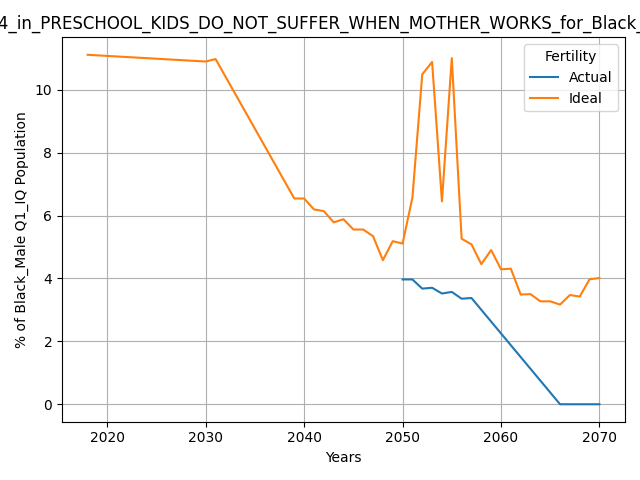 4_in_PRESCHOOL_KIDS_DO_NOT_SUFFER_WHEN_MOTHER_WORKS_for_Black_
Fertility
Actual
Ideal
% of Black_Male Q1_IQ Population
10
8
6
4
2
0
2020 2030 2040 2050 2060 2070
Years